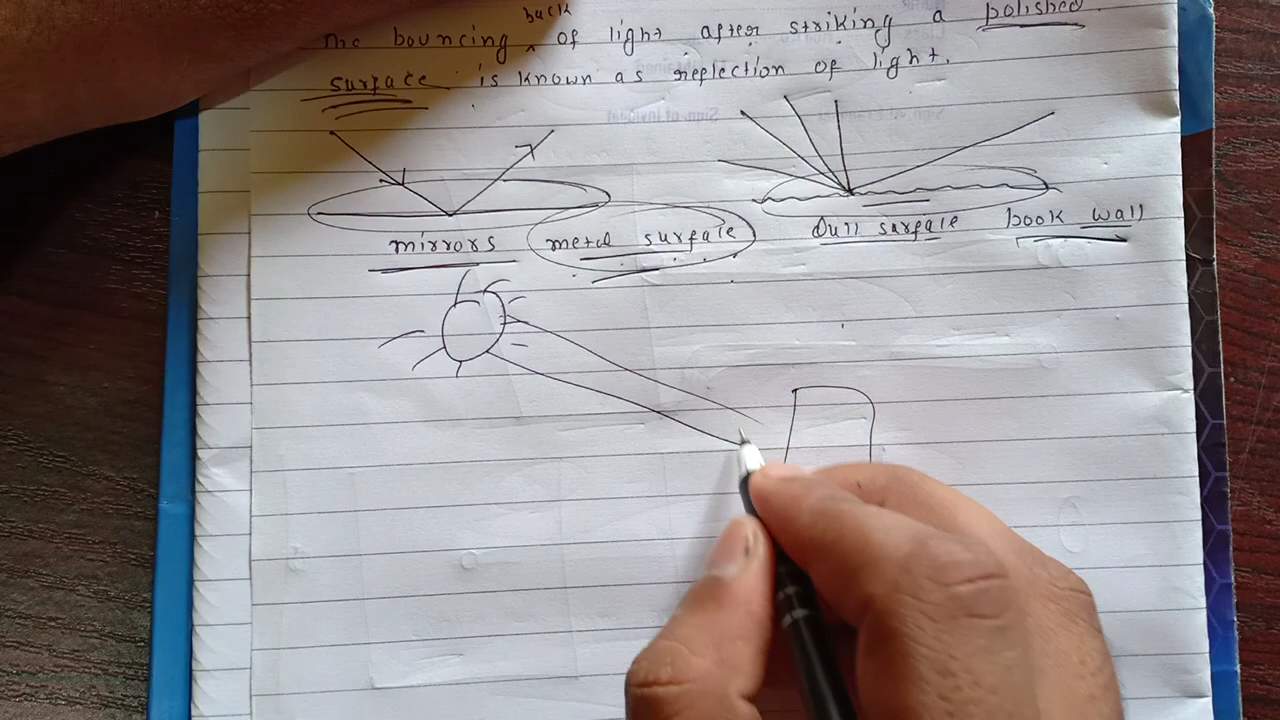 back
The bouncing ^ of light after striking a polished
surface is known as reflection of light.
mirrors metal surface Dull surface book wall